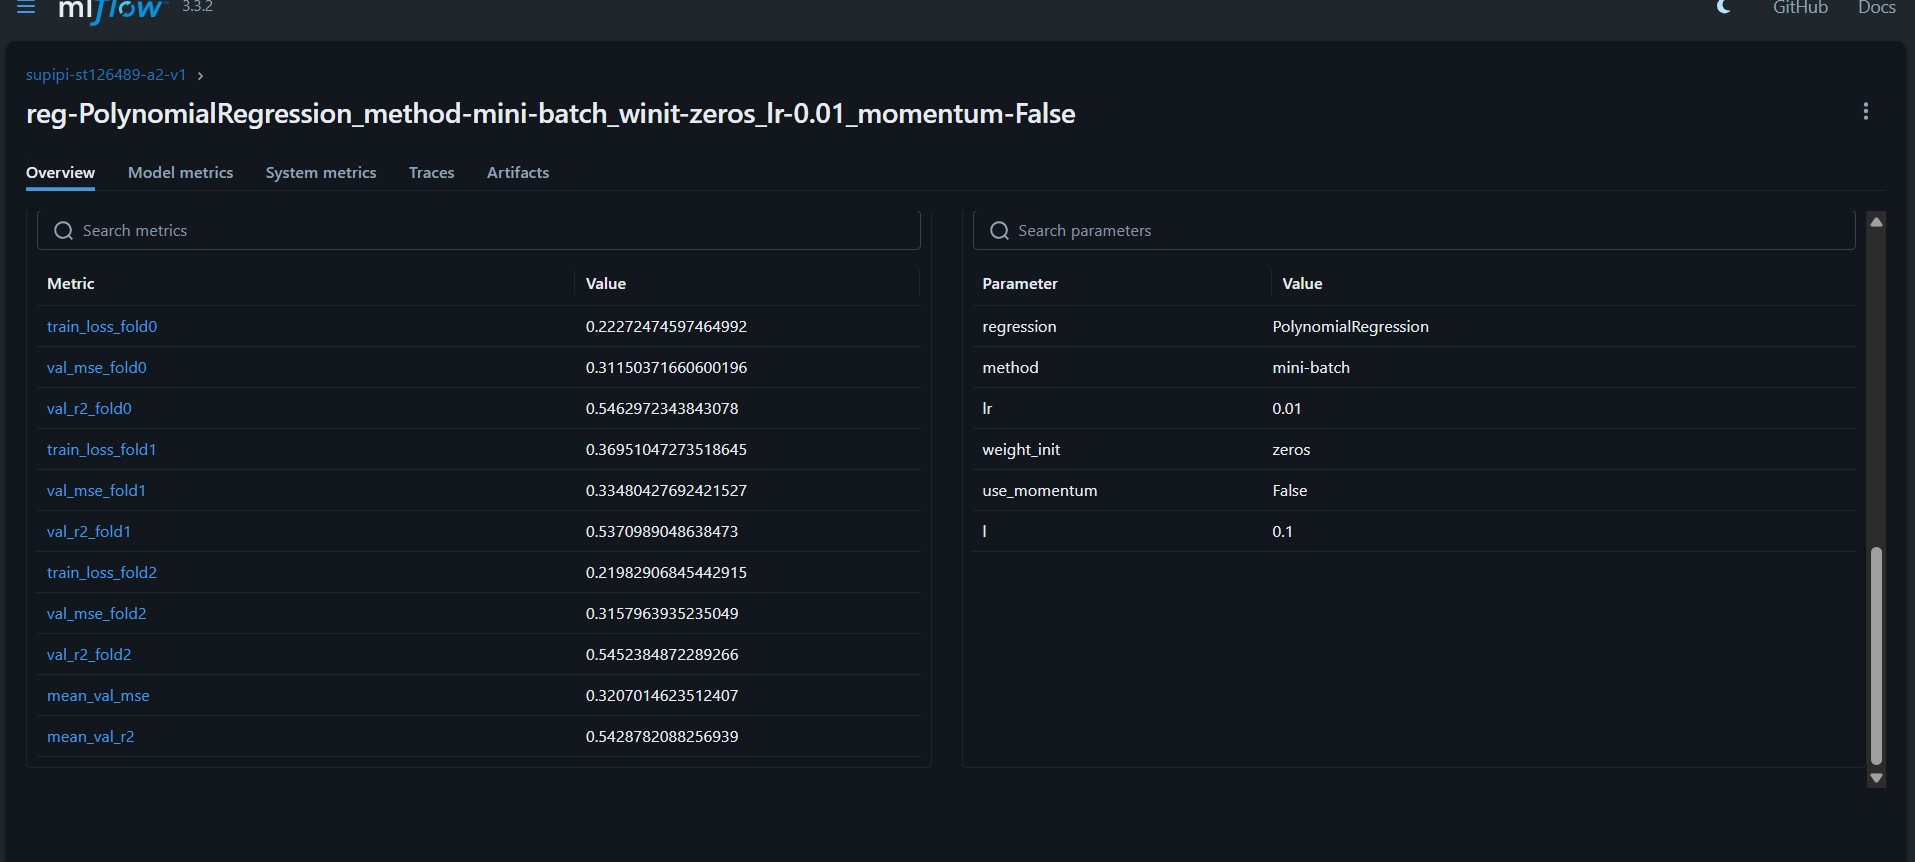 mlflow 3.3.2 GitHub Docs
supipi-st126489-a2-v1 ›
reg-PolynomialRegression_method-mini-batch_winit-zeros_lr-0.01_momentum-False
Overview Model metrics System metrics Traces Artifacts
Search metrics
Metric Value
train_loss_fold0 0.22272474597464992
val_mse_fold0 0.31150371660600196
val_r2_fold0 0.5462972343843078
train_loss_fold1 0.36951047273518645
val_mse_fold1 0.33480427692421527
val_r2_fold1 0.5370989048638473
train_loss_fold2 0.21982906845442915
val_mse_fold2 0.3157963935235049
val_r2_fold2 0.5452384872289266
mean_val_mse 0.3207014623512407
mean_val_r2 0.5428782088256939
Search parameters
Parameter Value
regression PolynomialRegression
method mini-batch
lr 0.01
weight_init zeros
use_momentum False
l 0.1